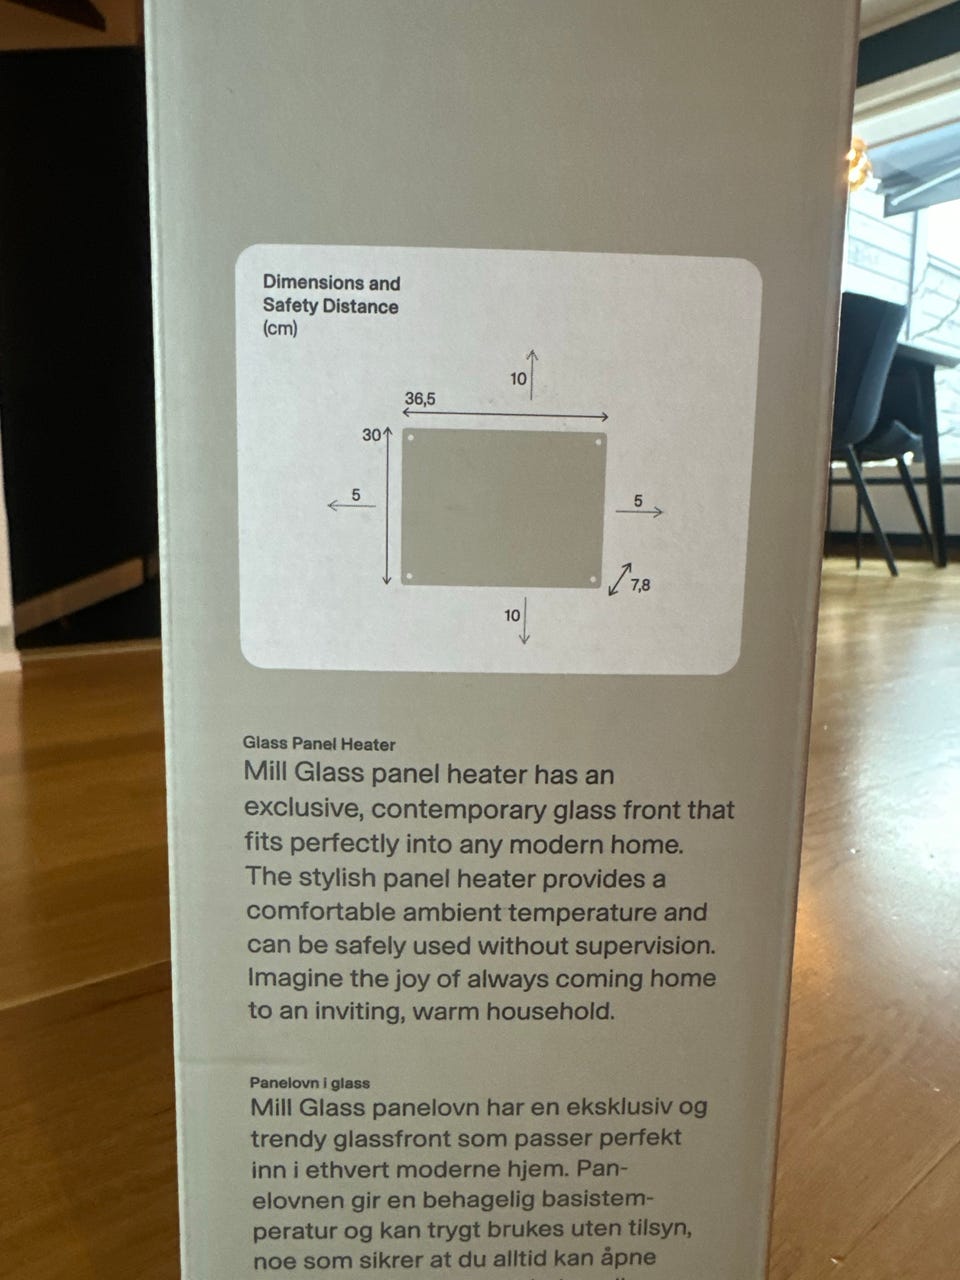 Dimensions and
Safety Distance
(cm)
10
36,5
30
5
5
7,8
10
Glass Panel Heater
Mill Glass panel heater has an
exclusive, contemporary glass front that
fits perfectly into any modern home.
The stylish panel heater provides a
comfortable ambient temperature and
can be safely used without supervision.
Imagine the joy of always coming home
to an inviting, warm household.
Panelovn i glass
Mill Glass panelovn har en eksklusiv og
trendy glassfront som passer perfekt
inn i ethvert moderne hjem. Pan-
elovnen gir en behagelig basistem-
peratur og kan trygt brukes uten tilsyn,
noe som sikrer at du alltid kan åpne